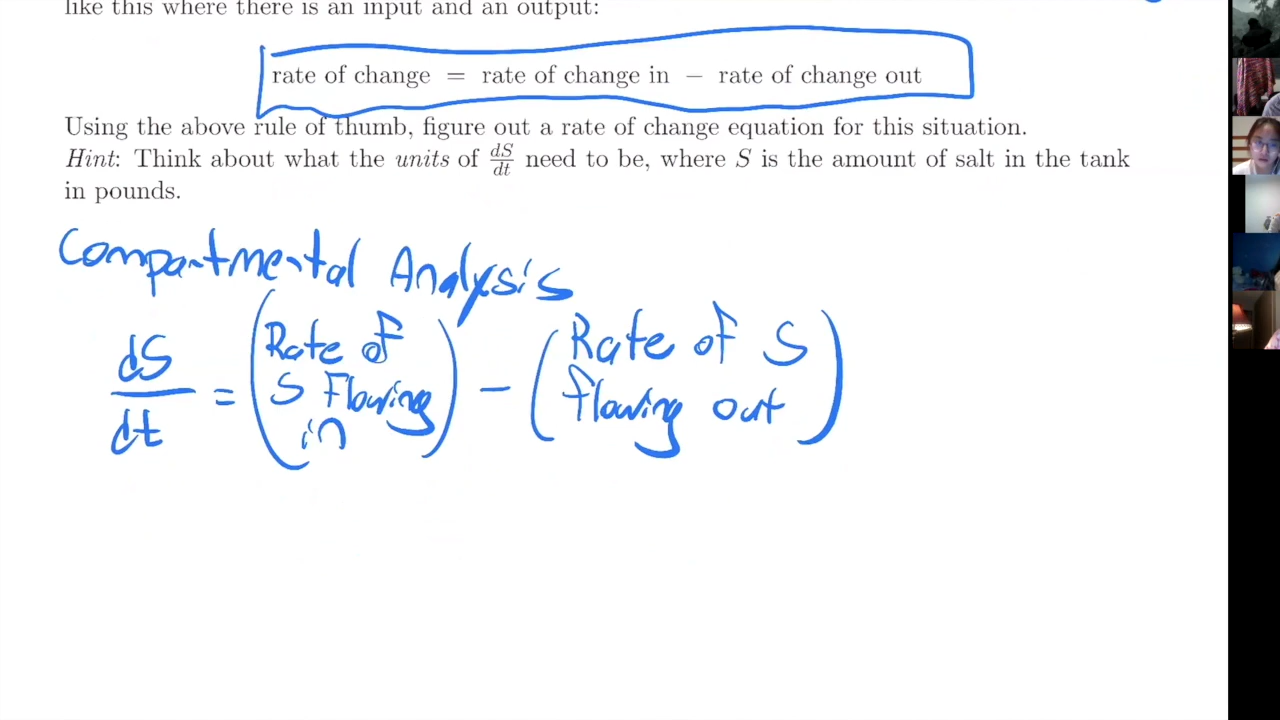 like this where there is an input and an output:
rate of change = rate of change in − rate of change out
Using the above rule of thumb, figure out a rate of change equation for this situation.
Hint: Think about what the units of dS/dt need to be, where S is the amount of salt in the tank
in pounds.
Compartmental Analysis
dS/dt = (Rate of S Flowing in) − (Rate of S flowing out)